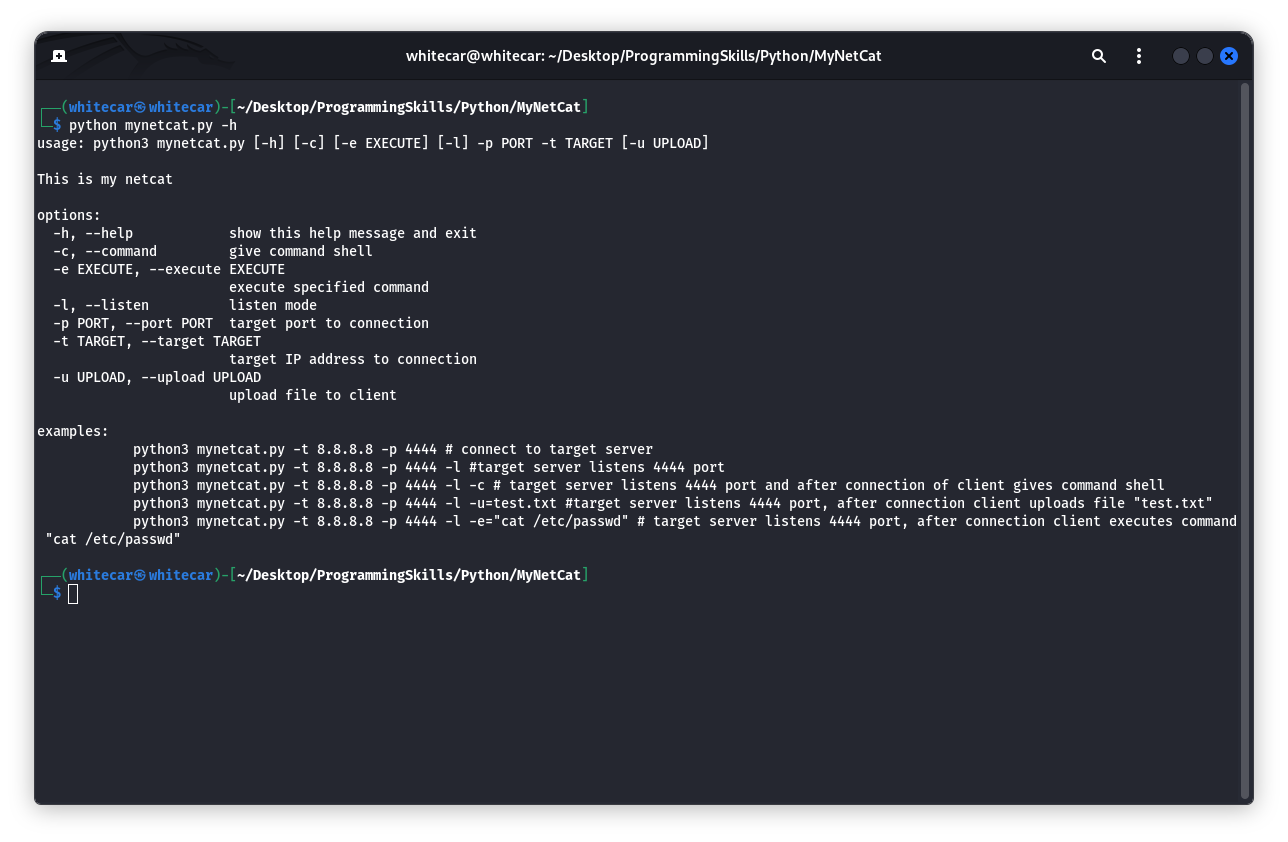 whitecar@whitecar: ~/Desktop/ProgrammingSkills/Python/MyNetCat
┌──(whitecar㉿whitecar)-[~/Desktop/ProgrammingSkills/Python/MyNetCat]
└─$ python mynetcat.py -h
usage: python3 mynetcat.py [-h] [-c] [-e EXECUTE] [-l] -p PORT -t TARGET [-u UPLOAD]
This is my netcat
options:
  -h, --help            show this help message and exit
  -c, --command         give command shell
  -e EXECUTE, --execute EXECUTE
                        execute specified command
  -l, --listen          listen mode
  -p PORT, --port PORT  target port to connection
  -t TARGET, --target TARGET
                        target IP address to connection
  -u UPLOAD, --upload UPLOAD
                        upload file to client
examples:
            python3 mynetcat.py -t 8.8.8.8 -p 4444 # connect to target server
            python3 mynetcat.py -t 8.8.8.8 -p 4444 -l #target server listens 4444 port
            python3 mynetcat.py -t 8.8.8.8 -p 4444 -l -c # target server listens 4444 port and after connection of client gives command shell
            python3 mynetcat.py -t 8.8.8.8 -p 4444 -l -u=test.txt #target server listens 4444 port, after connection client uploads file "test.txt"
            python3 mynetcat.py -t 8.8.8.8 -p 4444 -l -e="cat /etc/passwd" # target server listens 4444 port, after connection client executes command
 "cat /etc/passwd"
┌──(whitecar㉿whitecar)-[~/Desktop/ProgrammingSkills/Python/MyNetCat]
└─$